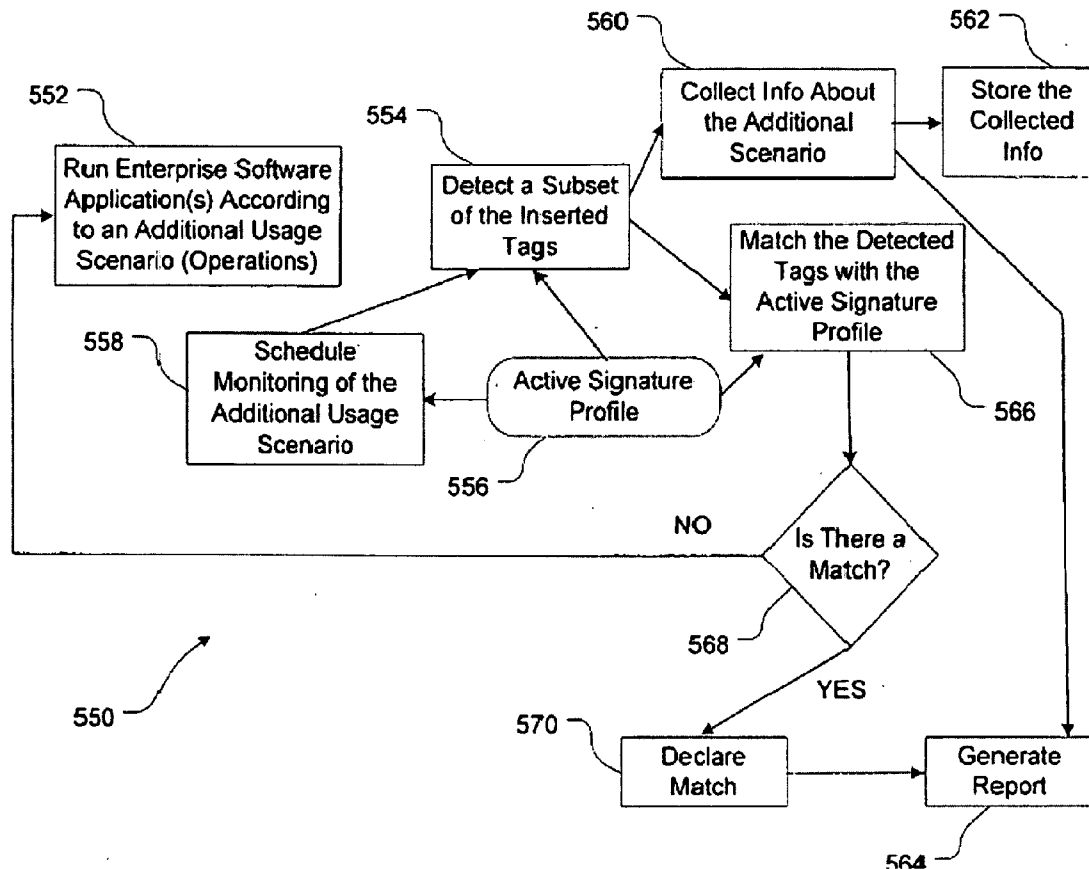 560
562
552
554
Collect Info About
the Additional
Scenario
Store the
Collected
Info
Run Enterprise Software
Application(s) According
to an Additional Usage
Scenario (Operations)
Detect a Subset
of the Inserted
Tags
Match the Detected
Tags with the
Active Signature
Profile
558
Schedule
Monitoring of the
Additional Usage
Scenario
Active Signature
Profile
566
556
NO
Is There a
Match?
568
YES
550
570
Declare
Match
Generate
Report
564